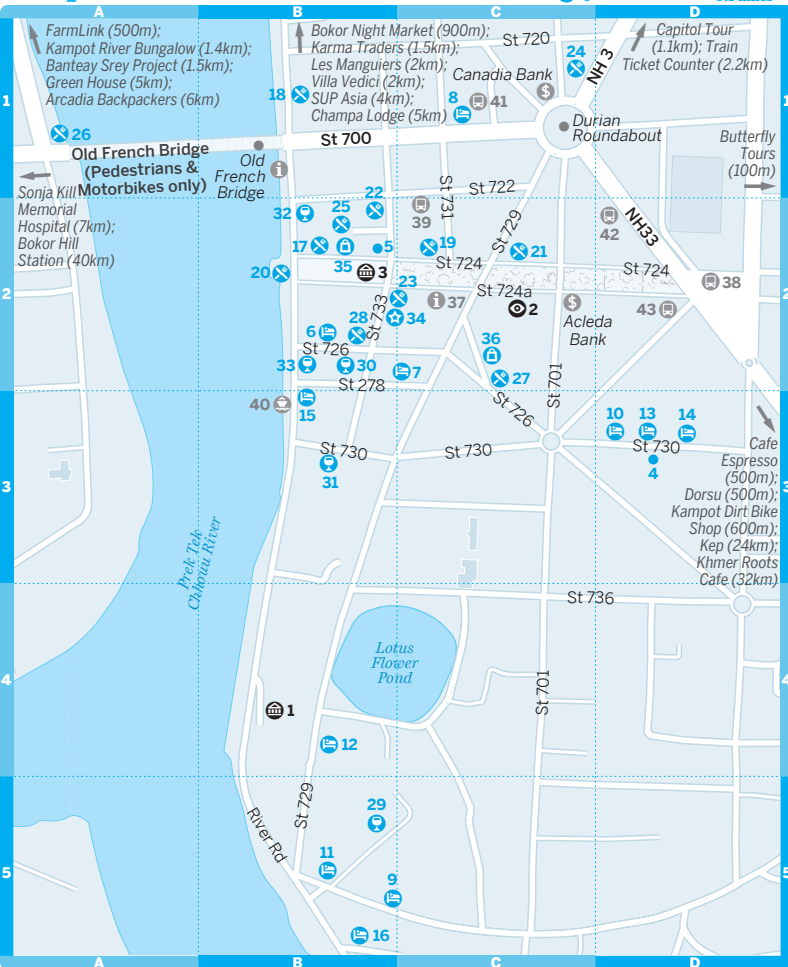 A
B
C
D
FarmLink (500m);
Kampot River Bungalow (1.4km);
Banteay Srey Project (1.5km);
Green House (5km);
Arcadia Backpackers (6km)
Bokor Night Market (900m);
Karma Traders (1.5km);
Les Manguiers (2km);
Villa Vedici (2km);
SUP Asia (4km);
Champa Lodge (5km)
St 720
24
NH 3
Capitol Tour
(1.1km); Train
Ticket Counter (2.2km)
Canadia Bank
1
18
8
41
1
Durian
Roundabout
26
St 700
Old French Bridge
(Pedestrians &
Motorbikes only)
Old
French
Bridge
Butterfly
Tours
(100m)
Sonja Kill
Memorial
Hospital (7km);
Bokor Hill
Station (40km)
St 722
St 731
22
32
25
39
St 729
42
NH33
17
35
5
19
21
St 724
St 724
20
3
23
St 724a
38
2
37
2
43
2
St 733
34
Acleda
Bank
6
28
36
St 726
33
30
7
27
St 701
St 278
40
15
St 726
10
13
14
St 730
St 730
St 730
31
4
Cafe
Espresso
(500m);
Dorsu (500m);
Kampot Dirt Bike
Shop (600m);
Kep (24km);
Khmer Roots
Cafe (32km)
3
3
Prek Tek
Chhouu River
St 736
Lotus
Flower
Pond
4
4
St 701
1
12
St 729
29
River Rd
11
5
5
9
16
A
B
C
D